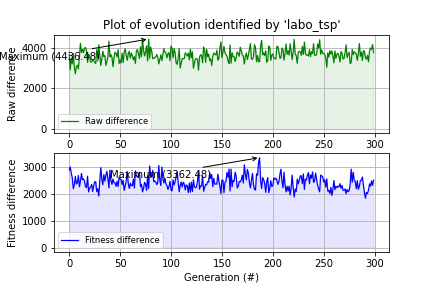 Plot of evolution identified by 'labo_tsp'
Raw difference
4000
2000
0
Maximum (4436.48)
Raw difference
0 50 100 150 200 250 300
Fitness difference
3000
2000
1000
0
Maximum (3362.48)
Fitness difference
0 50 100 150 200 250 300
Generation (#)